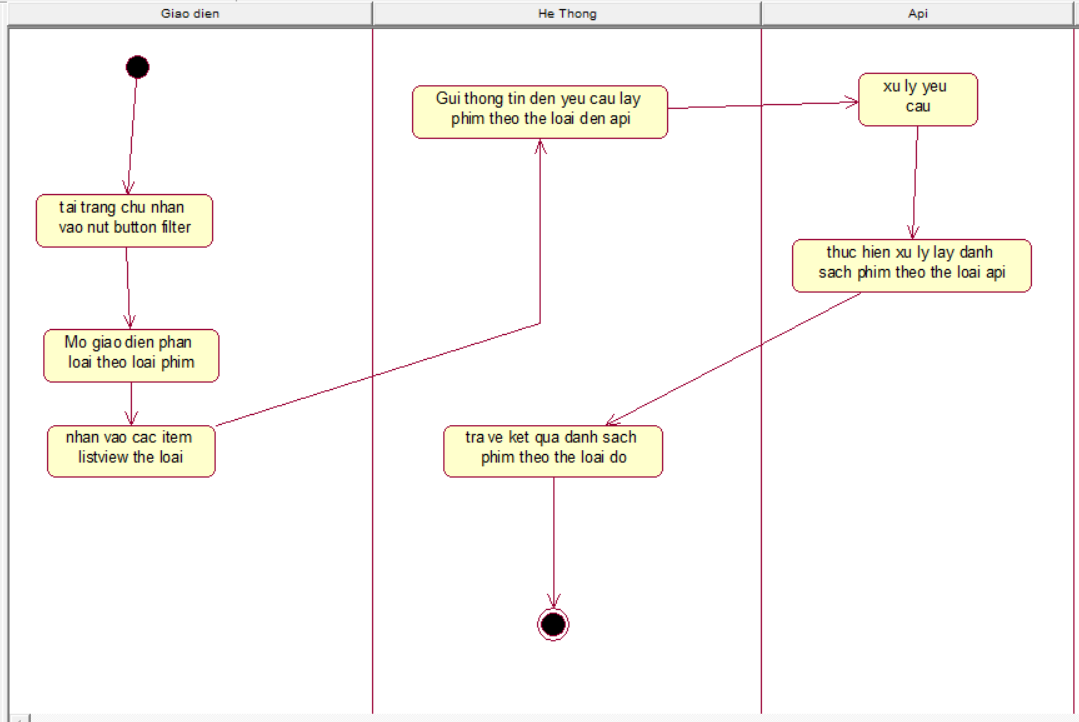 Giao dien
He Thong
Api
tai trang chu nhan
vao nut button filter
Mo giao dien phan
loai theo loai phim
nhan vao cac item
listview the loai
Gui thong tin den yeu cau lay
phim theo the loai den api
xu ly yeu
cau
thuc hien xu ly lay danh
sach phim theo the loai api
tra ve ket qua danh sach
phim theo the loai do